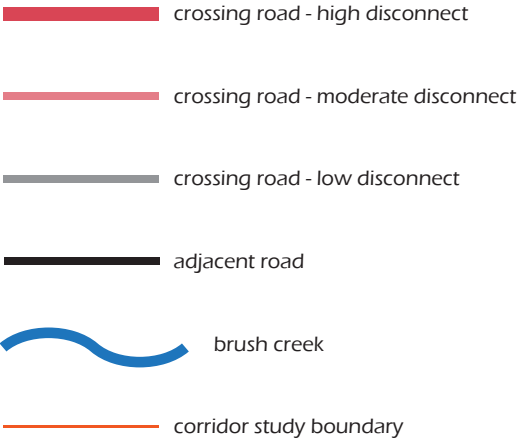 crossing road - high disconnect
crossing road - moderate disconnect
crossing road - low disconnect
adjacent road
brush creek
corridor study boundary